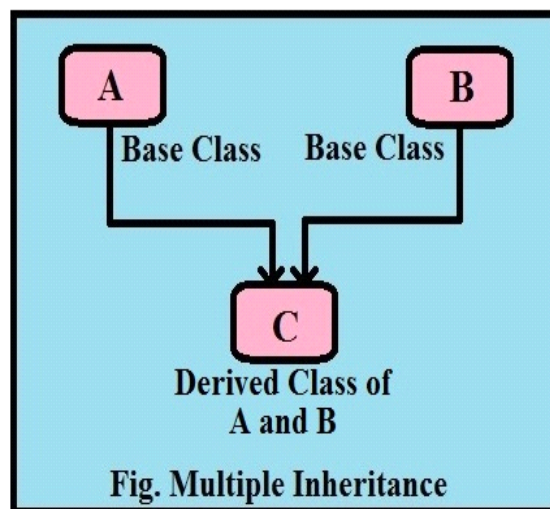 A
B
Base Class
Base Class
C
Derived Class of
A and B
Fig. Multiple Inheritance